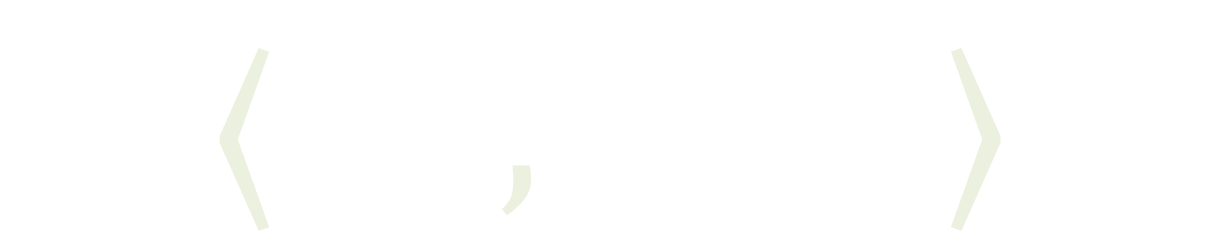 ⟨ , ⟩